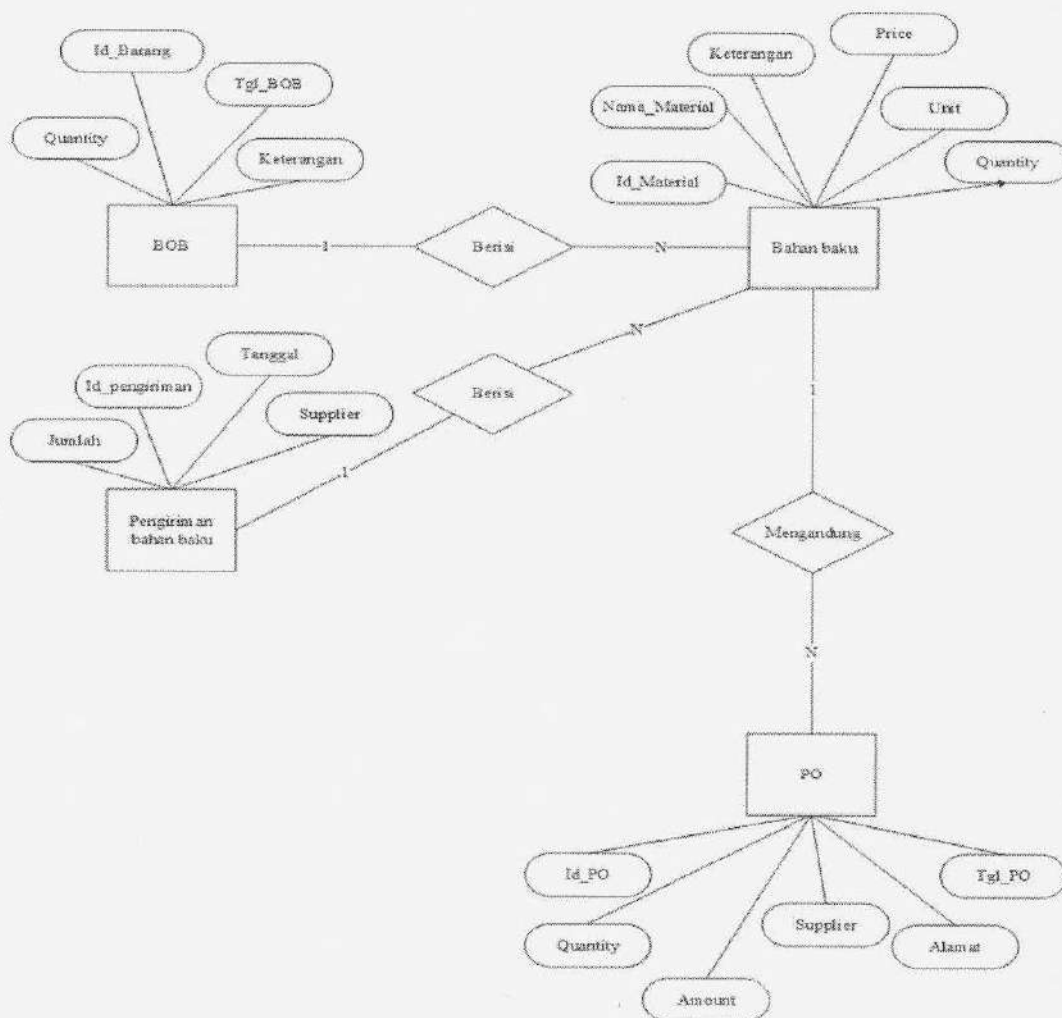 Id_Barang
Tgl_BOB
Quantity
Keterangan
BOB
1
Berisi
N
Keterangan
Price
Nama_Material
Unit
Id_Material
Quantity
Bahan baku
N
Berisi
1
Tanggal
Id_pengiriman
Supplier
Jumlah
Pengiriman
bahan baku
1
Mengandung
N
PO
Id_PO
Tgl_PO
Quantity
Supplier
Alamat
Amount